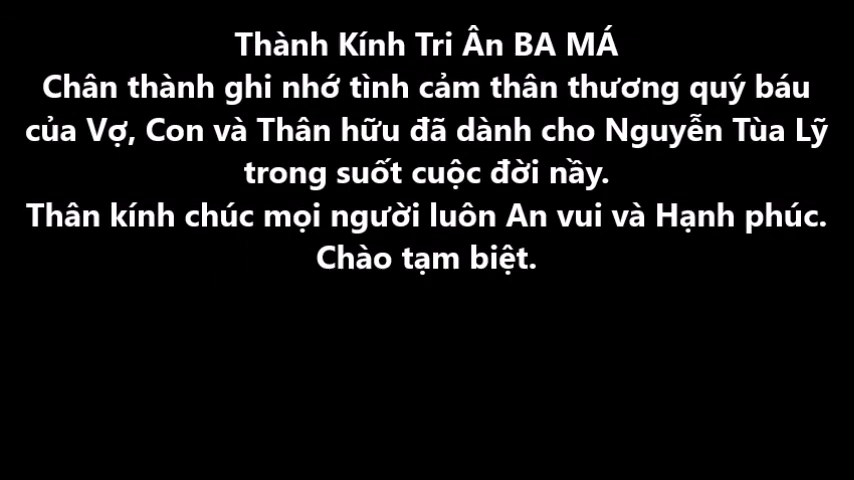 Thành Kính Tri Ân BA MÁ
Chân thành ghi nhớ tình cảm thân thương quý báu
của Vợ, Con và Thân hữu đã dành cho Nguyễn Tùa Lỹ
trong suốt cuộc đời nầy.
Thân kính chúc mọi người luôn An vui và Hạnh phúc.
Chào tạm biệt.